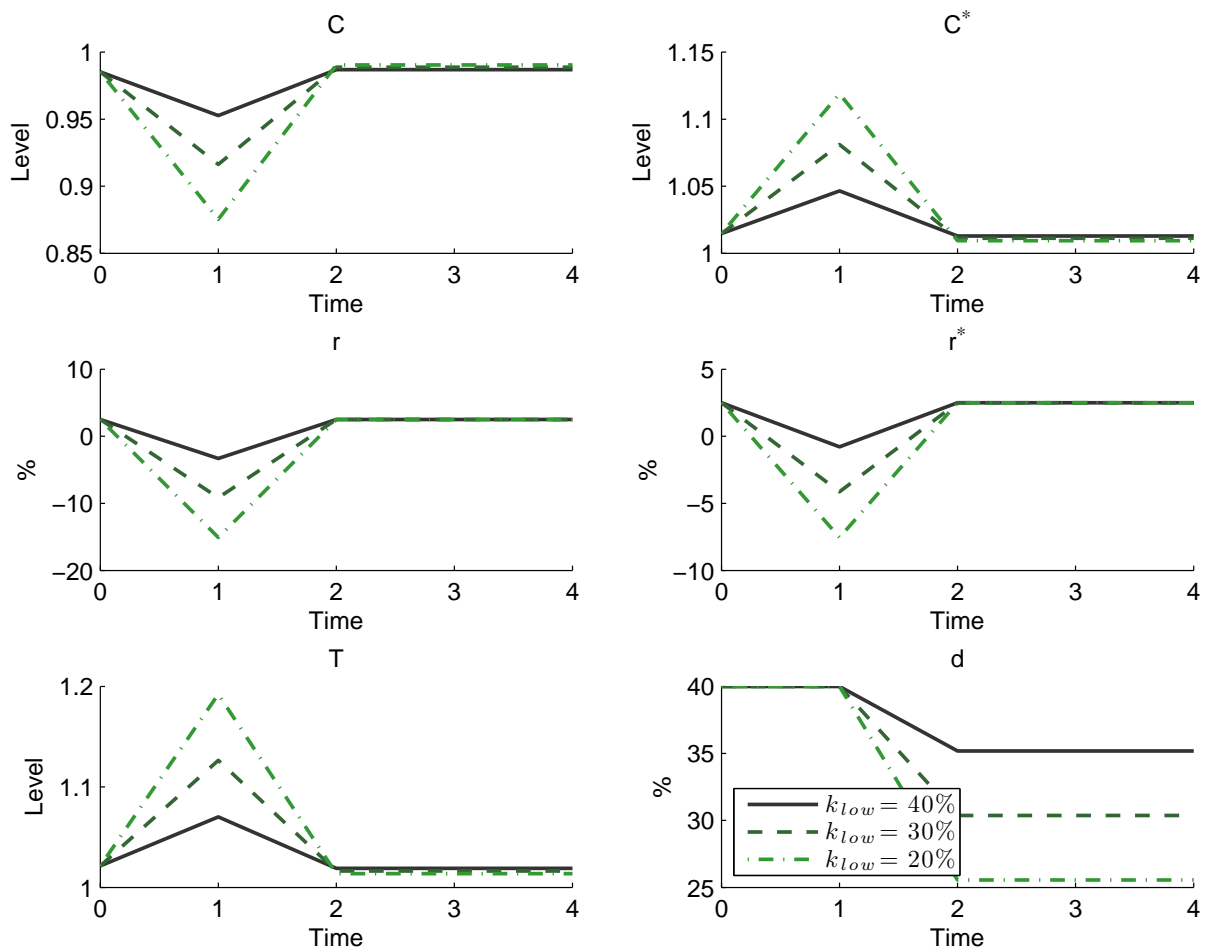 C
1
0.95
0.9
0.85
Level
0 1 2 3 4
Time
C*
1.15
1.1
1.05
1
Level
0 1 2 3 4
Time
r
10
0
−10
−20
%
0 1 2 3 4
Time
r*
5
0
−5
−10
%
0 1 2 3 4
Time
T
1.2
1.1
1
Level
0 1 2 3 4
Time
d
40
35
30
25
%
k_low = 40%
k_low = 30%
k_low = 20%
0 1 2 3 4
Time